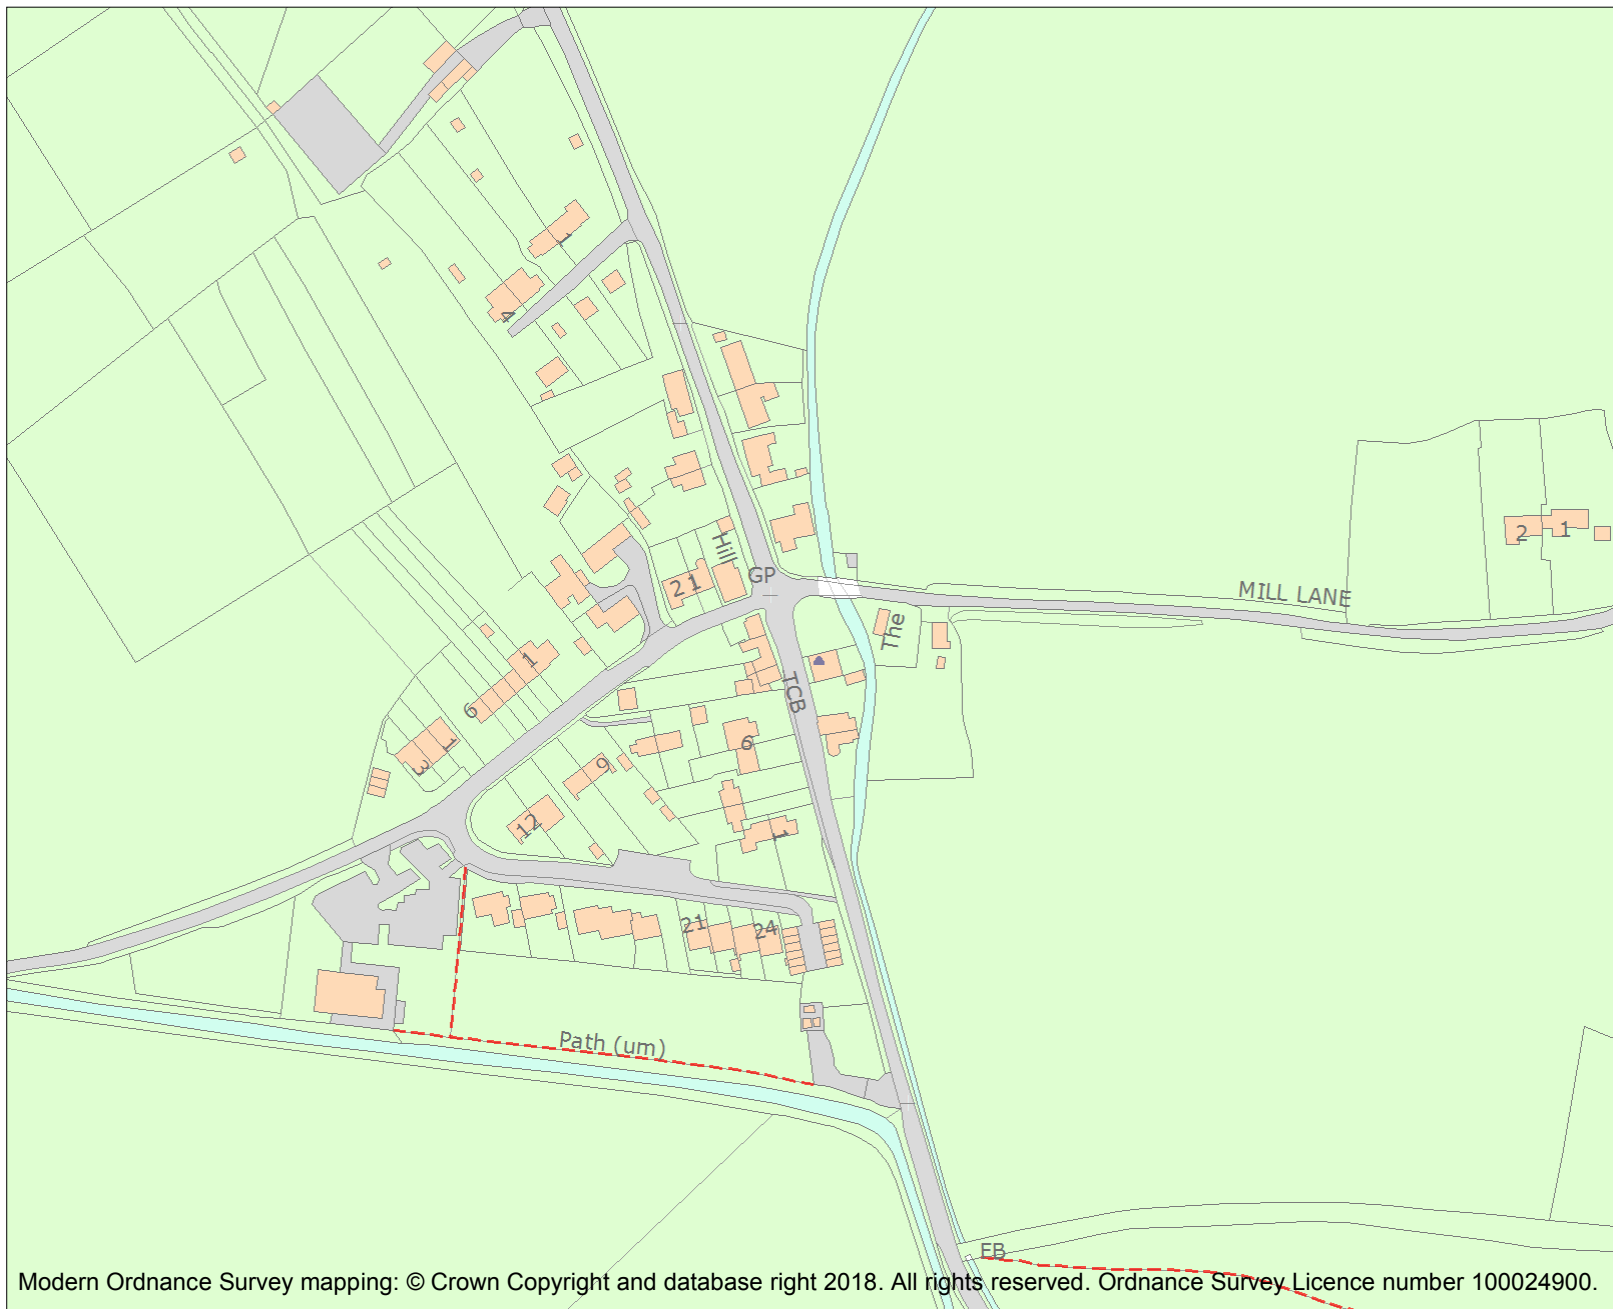 1
4
Hill
2 1
GP
MILL LANE
2
1
The
1
6
TCB
1
3
6
9
12
1
21
24
Path (um)
FB
Modern Ordnance Survey mapping: © Crown Copyright and database right 2018. All rights reserved. Ordnance Survey Licence number 100024900.